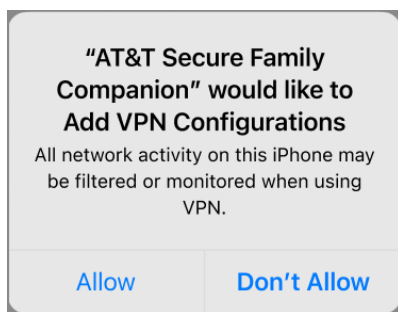 “AT&T Secure Family
Companion” would like to
Add VPN Configurations
All network activity on this iPhone may
be filtered or monitored when using
VPN.
Allow
Don’t Allow